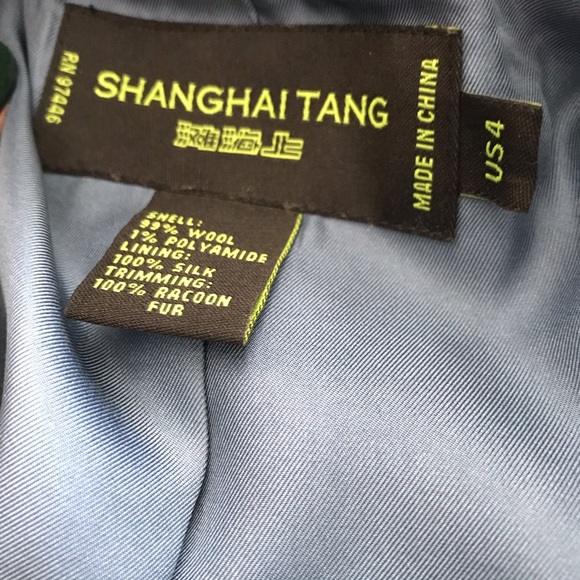 RN 97446
SHANGHAI TANG
灘海上
MADE IN CHINA
US 4
SHELL:
99% WOOL
1% POLYAMIDE
LINING:
100% SILK
TRIMMING:
100% RACOON
FUR